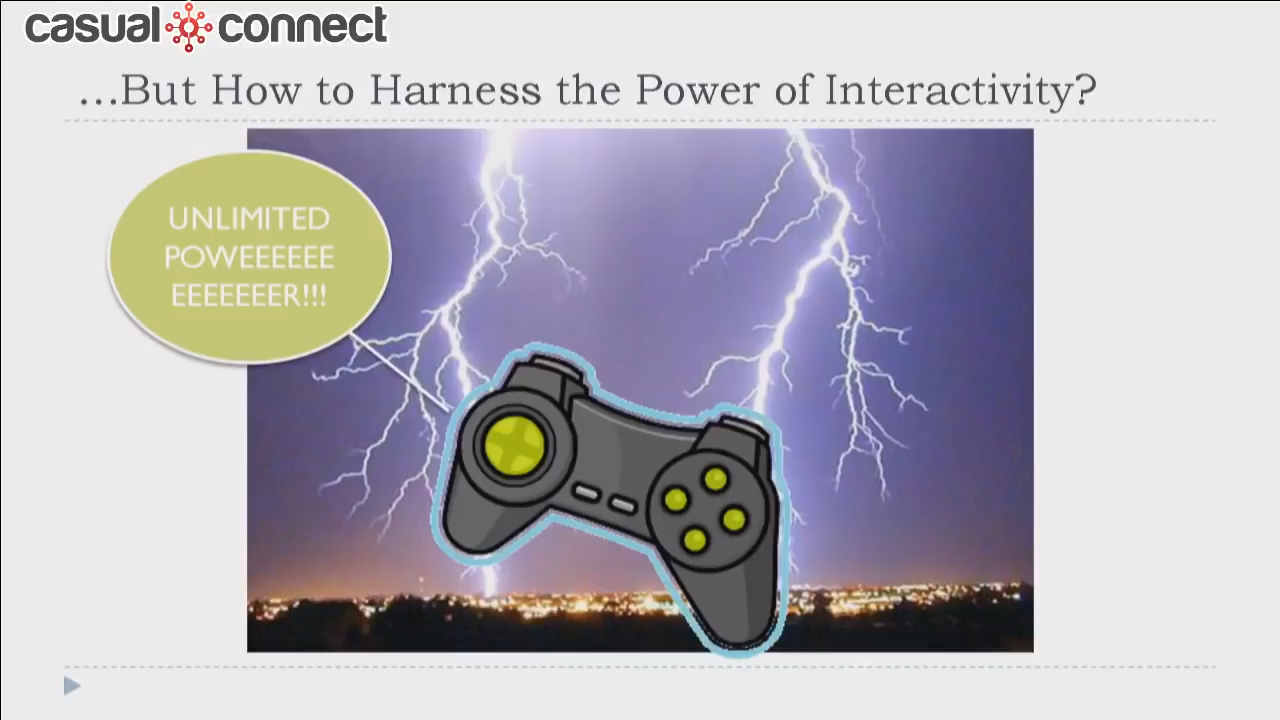 casual connect
...But How to Harness the Power of Interactivity?
UNLIMITED
POWEEEEEE
EEEEEEER!!!